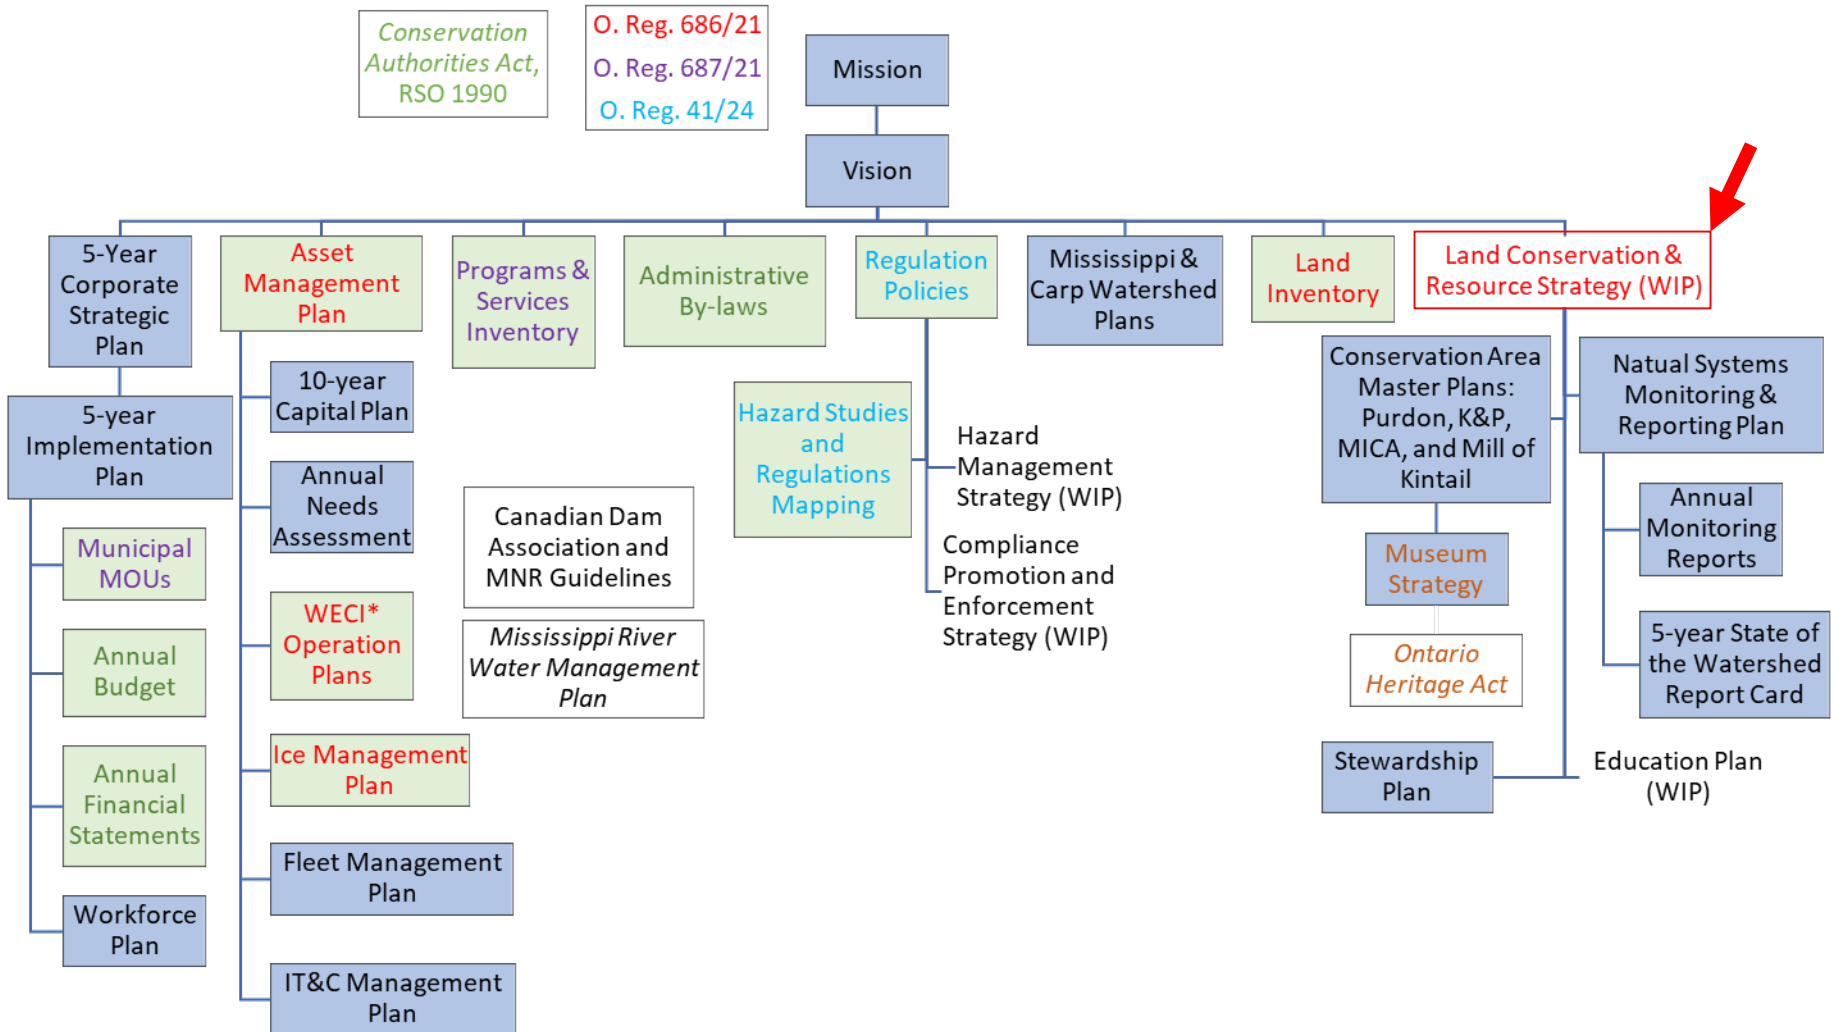 Conservation
Authorities Act,
RSO 1990
O. Reg. 686/21
O. Reg. 687/21
O. Reg. 41/24
Mission
Vision
5-Year
Corporate
Strategic
Plan
Asset
Management
Plan
Programs &
Services
Inventory
Administrative
By-laws
Regulation
Policies
Mississippi &
Carp Watershed
Plans
Land
Inventory
Land Conservation &
Resource Strategy (WIP)
5-year
Implementation
Plan
Municipal
MOUs
Annual
Budget
Annual
Financial
Statements
Workforce
Plan
10-year
Capital Plan
Annual
Needs
Assessment
WECI*
Operation
Plans
Ice Management
Plan
Fleet Management
Plan
IT&C Management
Plan
Canadian Dam
Association and
MNR Guidelines
Mississippi River
Water Management
Plan
Hazard Studies
and
Regulations
Mapping
Hazard
Management
Strategy (WIP)
Compliance
Promotion and
Enforcement
Strategy (WIP)
Conservation Area
Master Plans:
Purdon, K&P,
MICA, and Mill of
Kintail
Museum
Strategy
Ontario
Heritage Act
Stewardship
Plan
Natual Systems
Monitoring &
Reporting Plan
Annual
Monitoring
Reports
5-year State of
the Watershed
Report Card
Education Plan
(WIP)